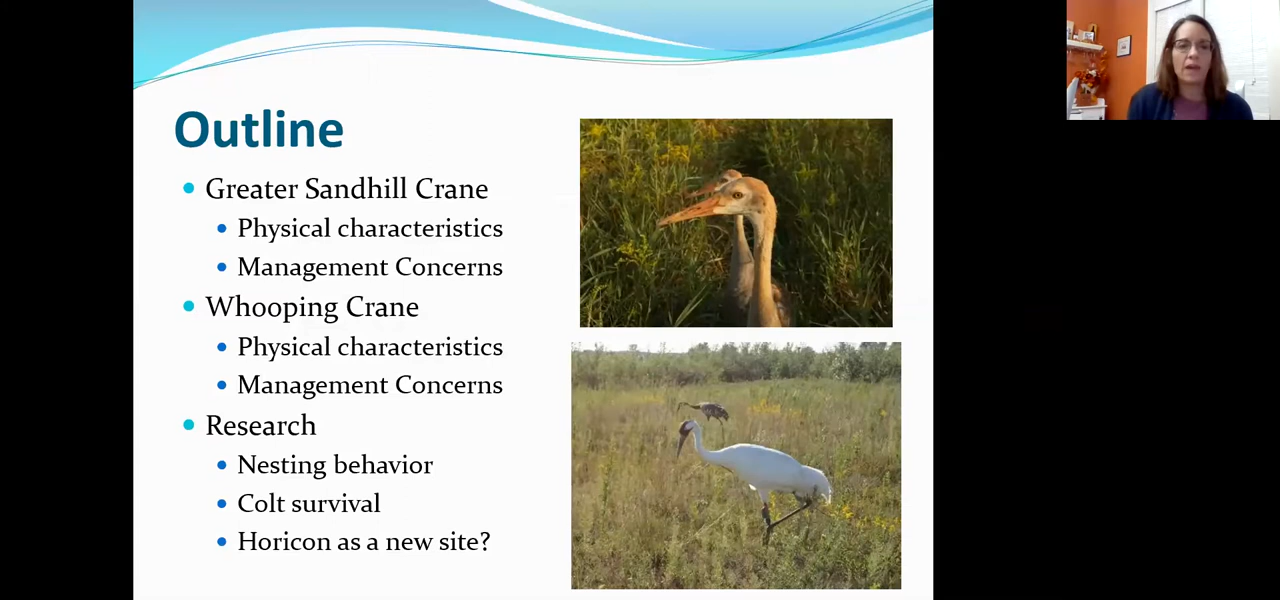 Outline
Greater Sandhill Crane
Physical characteristics
Management Concerns
Whooping Crane
Physical characteristics
Management Concerns
Research
Nesting behavior
Colt survival
Horicon as a new site?